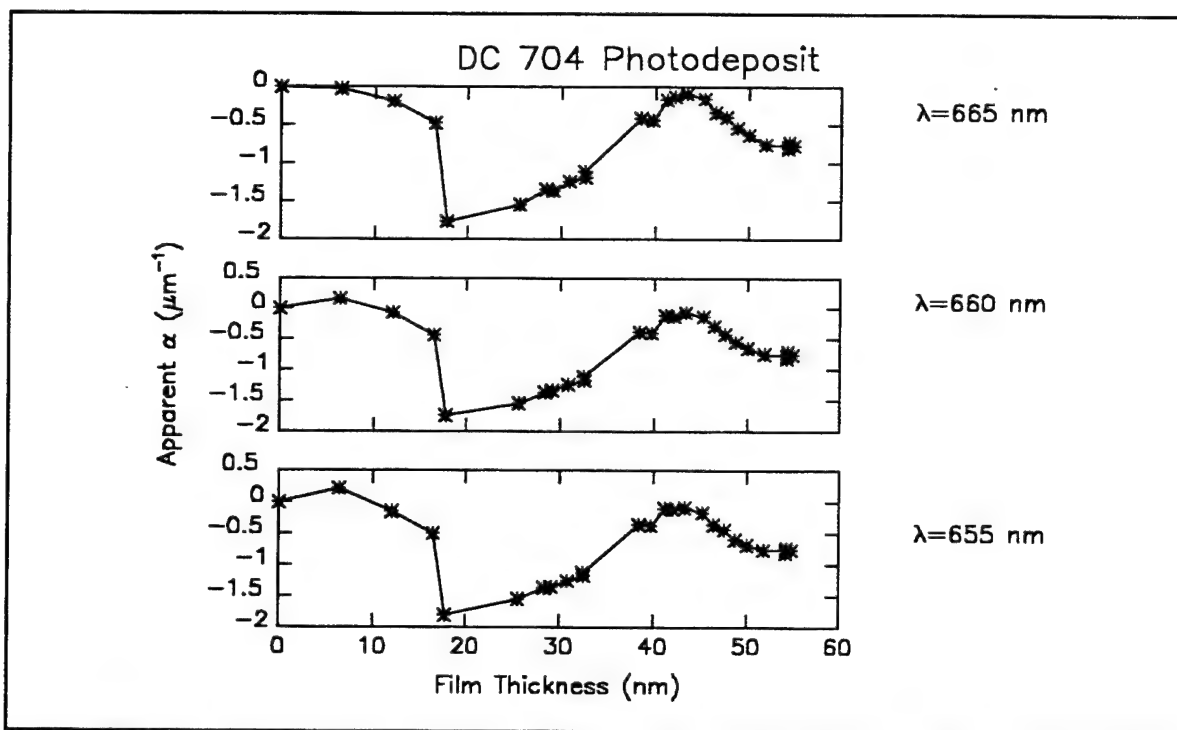 DC 704 Photodeposit
0
−0.5
−1
−1.5
−2
λ=665 nm
0.5
0
−0.5
−1
−1.5
−2
λ=660 nm
0.5
0
−0.5
−1
−1.5
−2
λ=655 nm
0 10 20 30 40 50 60
Film Thickness (nm)
Apparent α (μm⁻¹)